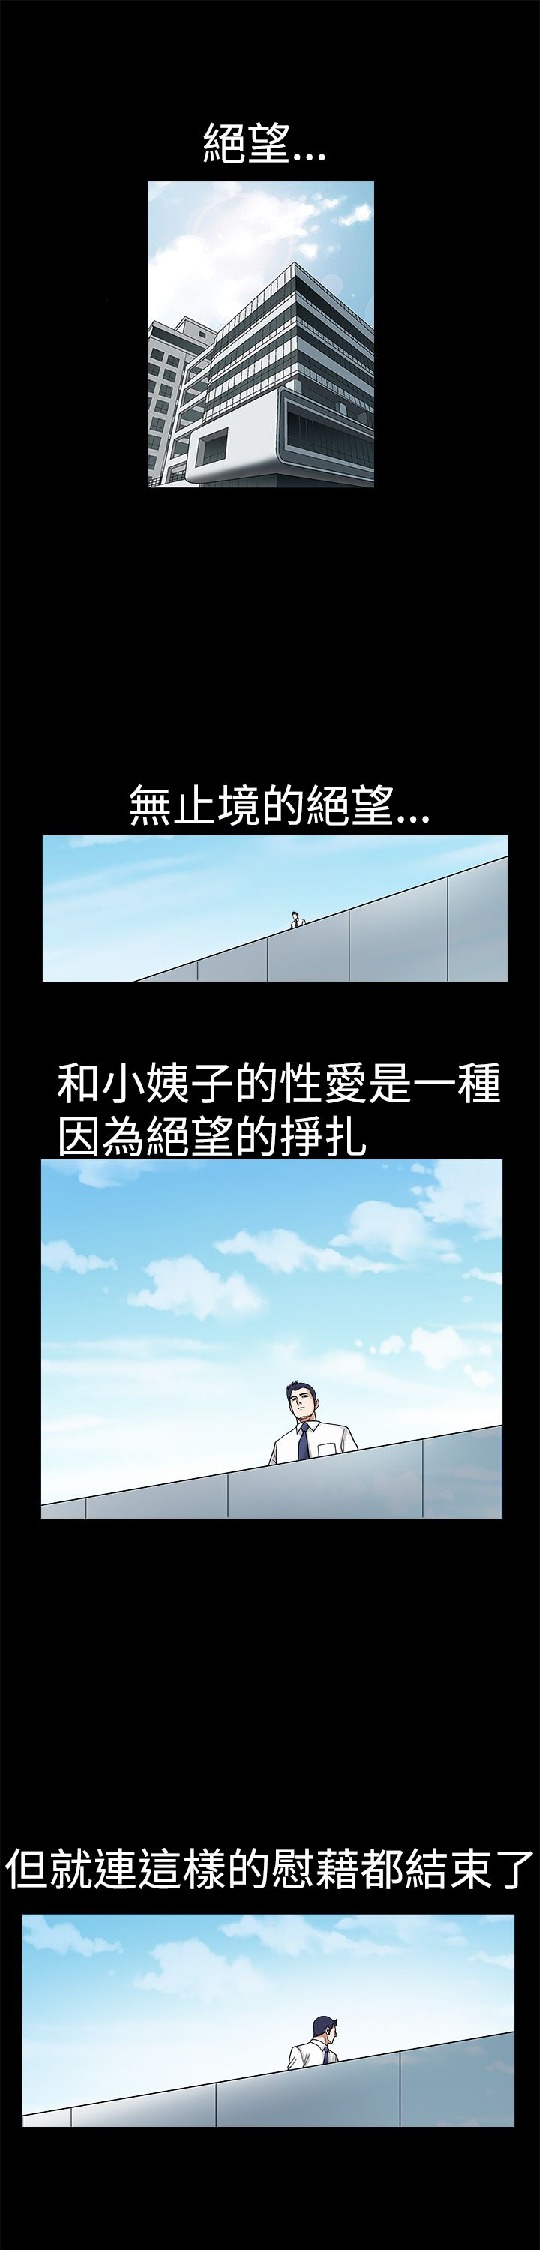 絕望...
無止境的絕望...
和小姨子的性愛是一種
因為絕望的掙扎
但就連這樣的慰藉都結束了